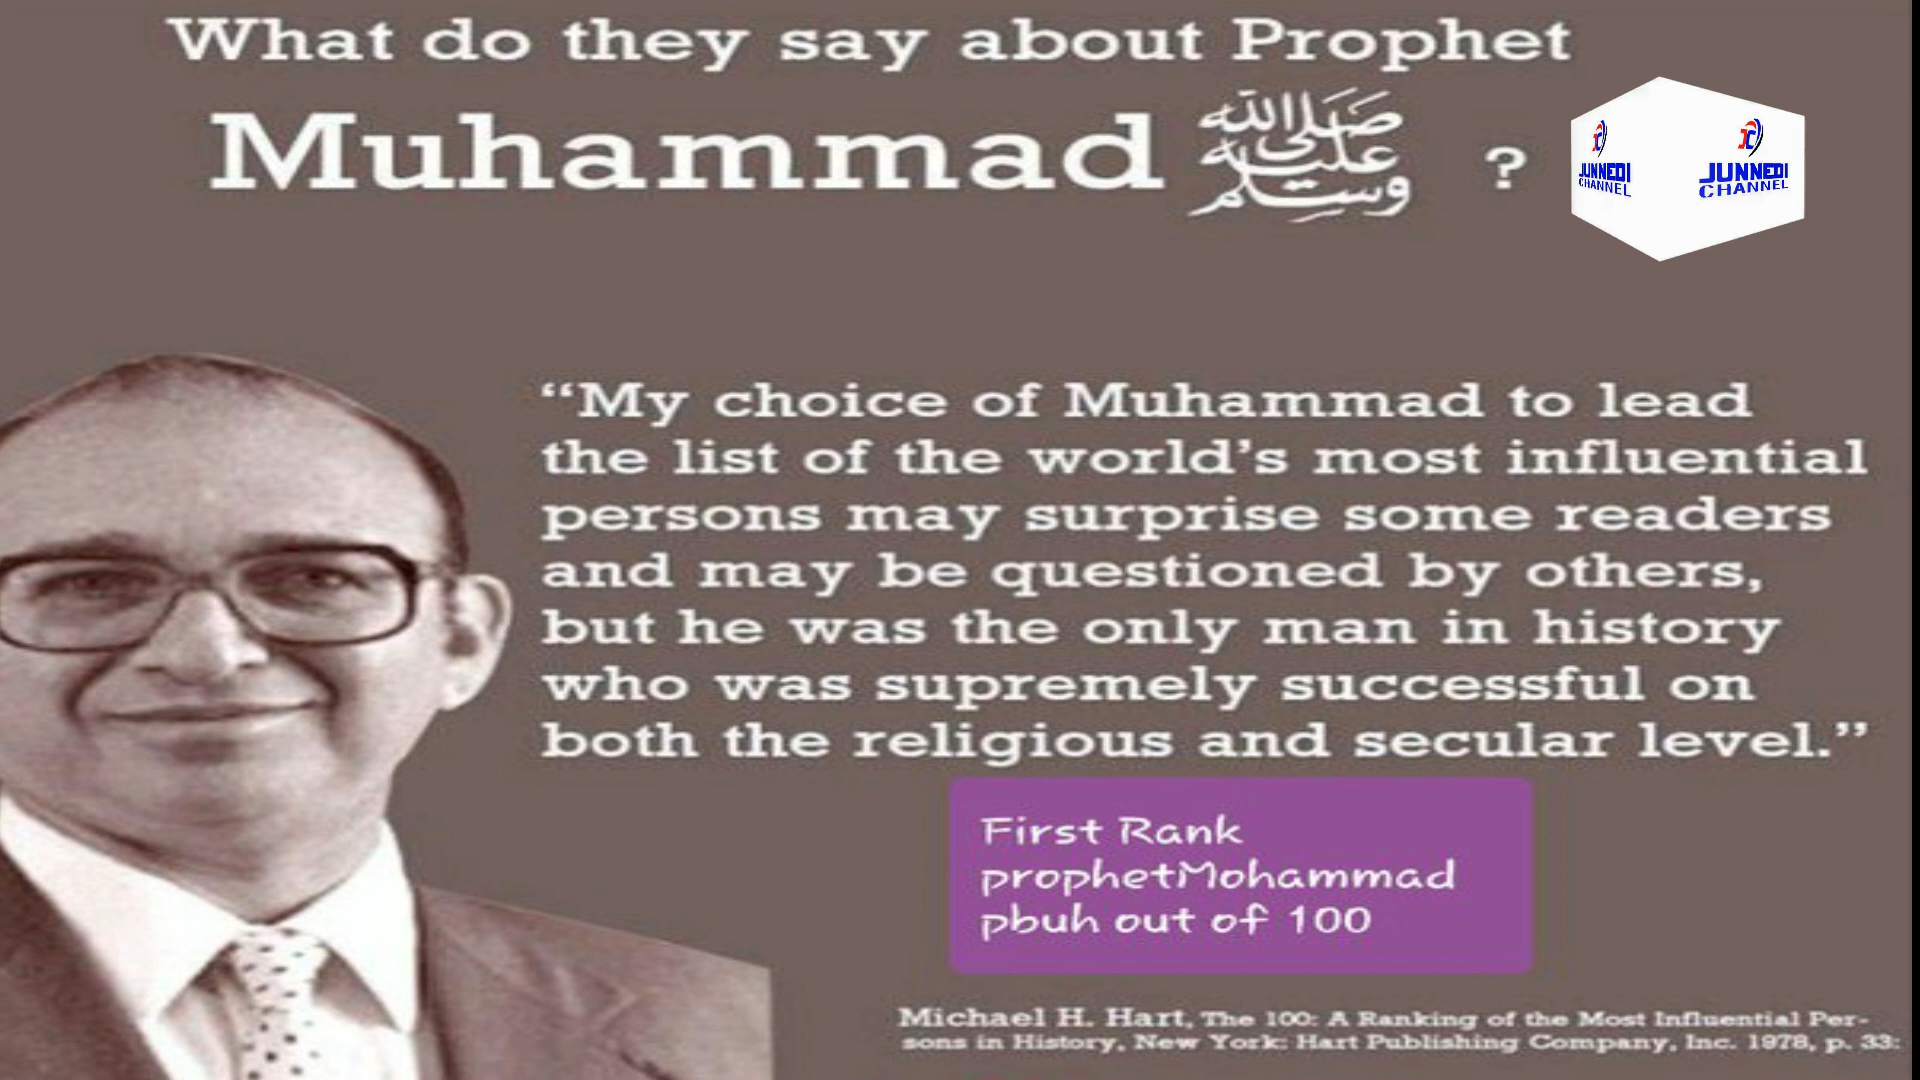 What do they say about Prophet
Muhammad ﷺ ?
JUNNEDI
CHANNEL
JUNNEDI
CHANNEL
“My choice of Muhammad to lead
the list of the world’s most influential
persons may surprise some readers
and may be questioned by others,
but he was the only man in history
who was supremely successful on
both the religious and secular level.”
First Rank
prophetMohammad
pbuh out of 100
Michael H. Hart, The 100: A Ranking of the Most Influential Per-
sons in History, New York: Hart Publishing Company, Inc. 1978, p. 33: